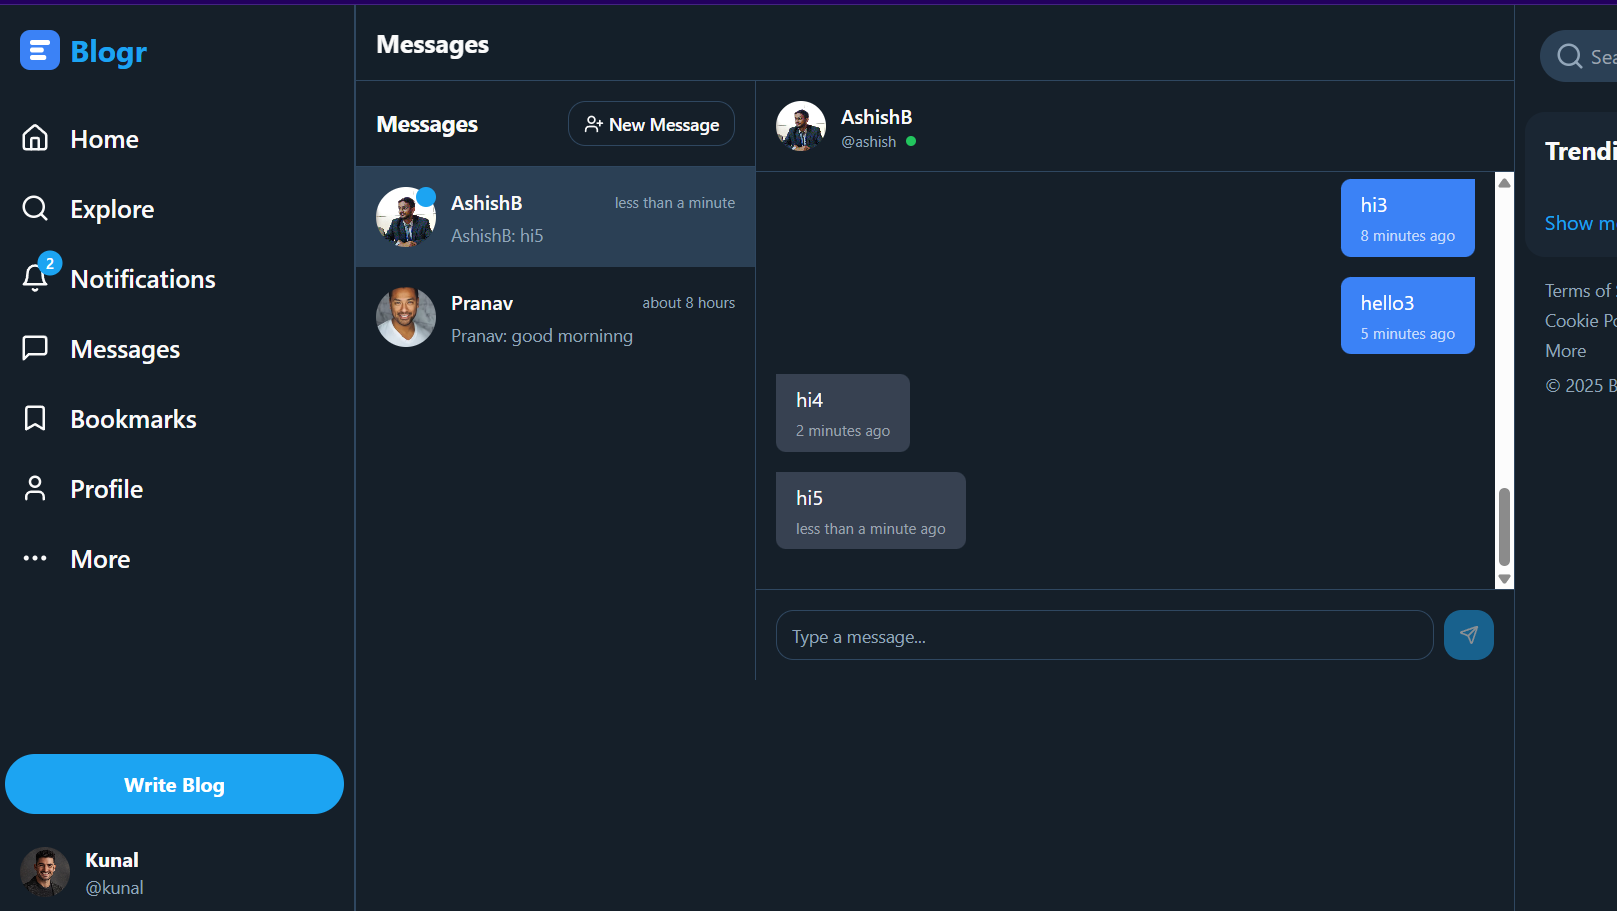 Blogr
Home
Explore
2
Notifications
Messages
Bookmarks
Profile
More
Write Blog
Kunal
@kunal
Messages
Messages
New Message
AshishB
less than a minute
AshishB: hi5
Pranav
about 8 hours
Pranav: good morninng
AshishB
@ashish
hi3
8 minutes ago
hello3
5 minutes ago
hi4
2 minutes ago
hi5
less than a minute ago
Type a message...
Show
Terms of
Cookie
More
© 2025